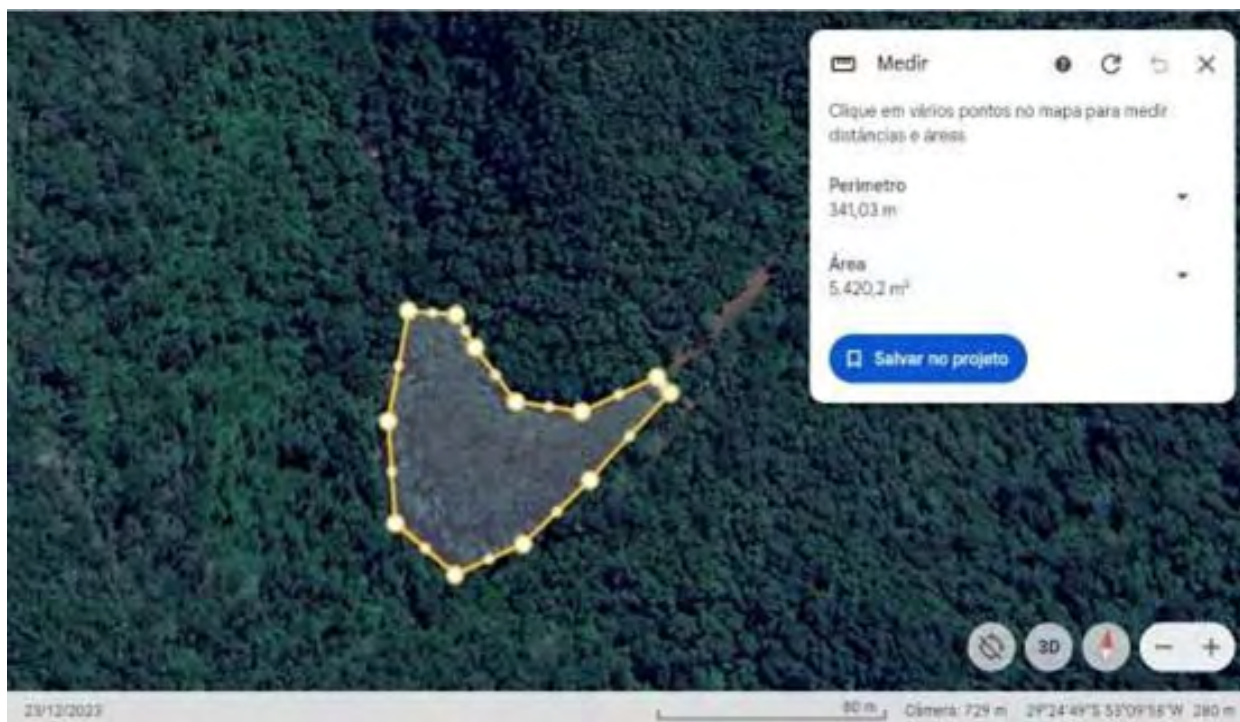 Medir
Clique em vários pontos no mapa para medir
distâncias e áreas
Perímetro
341,03 m
Área
5.420,2 m²
Salvar no projeto
3D
23/12/2023
80 m
Câmera: 729 m 29°24'49"S 53°09'58"W 280 m